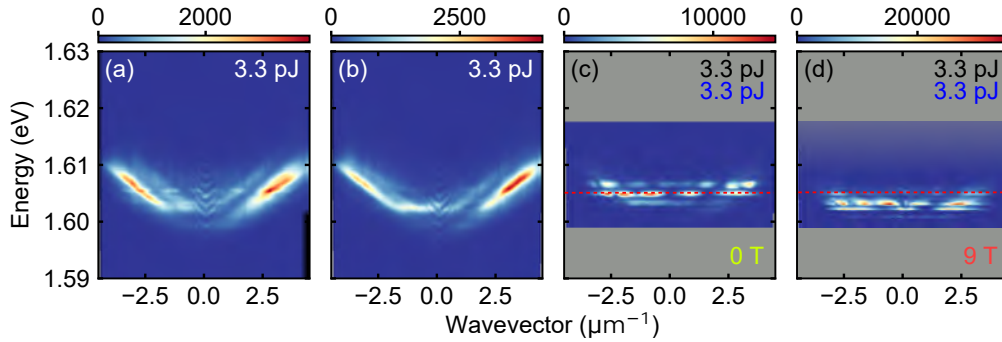 0 2000
0 2500
0 10000
0 20000
1.63
1.62
1.61
1.60
1.59
Energy (eV)
(a) 3.3 pJ
(b) 3.3 pJ
(c) 3.3 pJ
3.3 pJ
0 T
(d) 3.3 pJ
3.3 pJ
9 T
−2.5 0.0 2.5
−2.5 0.0 2.5
−2.5 0.0 2.5
−2.5 0.0 2.5
Wavevector (μm⁻¹)